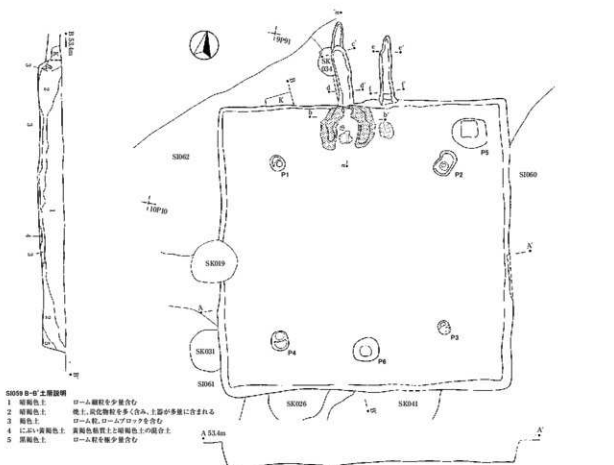 B 53.4m
+9P91
SK034
K
SI062
P1
P2
P5
SI060
+10P10
SK019
A
A'
P4
P6
P3
SK031
SI061
SK026
SK041
SI059 B-B'土層説明
1 暗褐色土 ローム細粒を少量含む
2 暗褐色土 焼土、炭化物粒を多く含み、土器が多量に含まれる
3 褐色土 ローム粒、ロームブロックを含む
4 にぶい黄褐色土 黄褐色粘質土と暗褐色土の混合土
5 黒褐色土 ローム粒を極少量含む
A 53.4m
A'